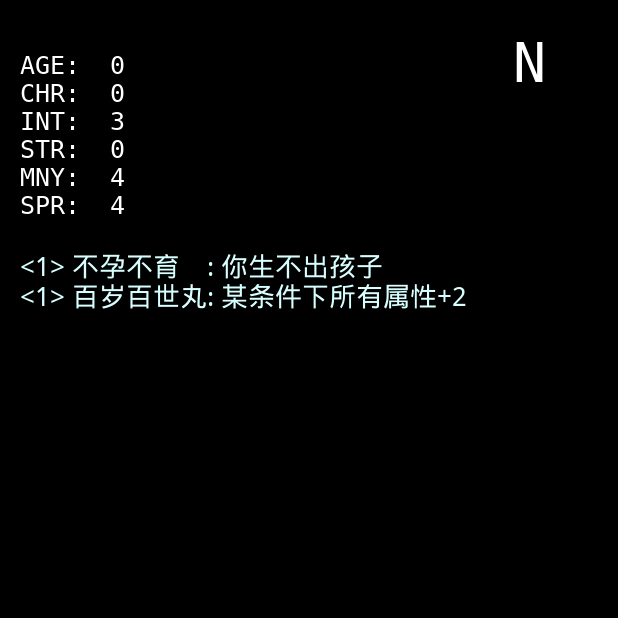 N
AGE: 0
CHR: 0
INT: 3
STR: 0
MNY: 4
SPR: 4
<1> 不孕不育 : 你生不出孩子
<1> 百岁百世丸: 某条件下所有属性+2